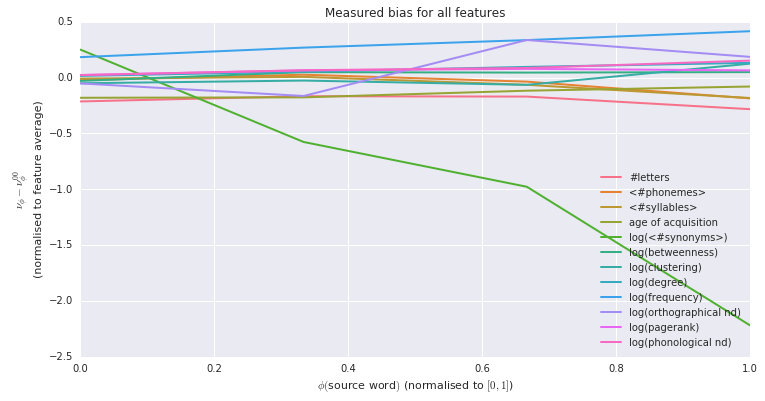 Measured bias for all features
0.5
0.0
−0.5
−1.0
−1.5
−2.0
−2.5
ν_φ − ν_φ^00
(normalised to feature average)
#letters
<#phonemes>
<#syllables>
age of acquisition
log(<#synonyms>)
log(betweenness)
log(clustering)
log(degree)
log(frequency)
log(orthographical nd)
log(pagerank)
log(phonological nd)
0.0 0.2 0.4 0.6 0.8 1.0
ϕ(source word) (normalised to [0, 1])